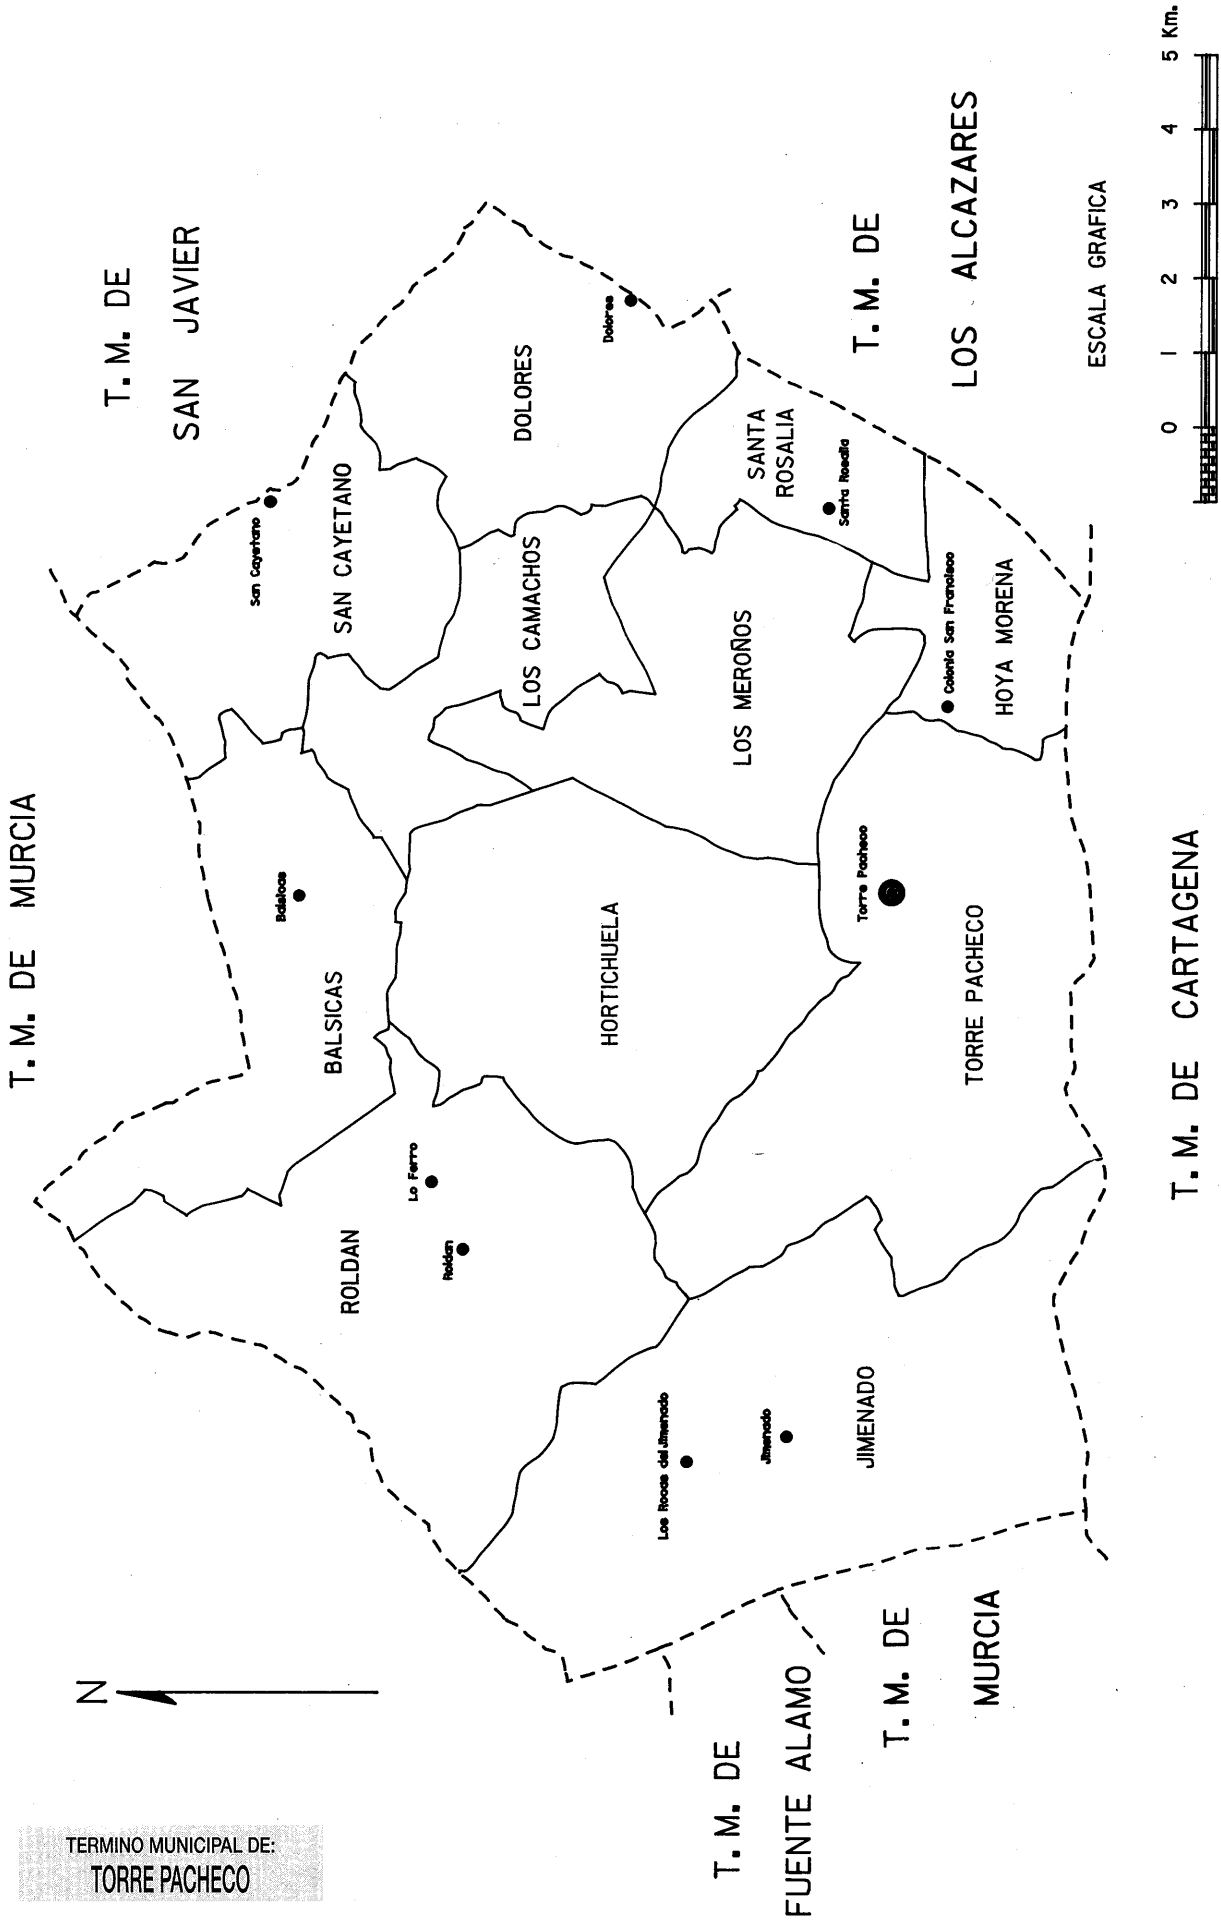 TERMINO MUNICIPAL DE:
TORRE PACHECO
N
T. M. DE MURCIA
T. M. DE
SAN JAVIER
San Cayetano
SAN CAYETANO
Balsicas
BALSICAS
ROLDAN
Lo Ferro
Roldan
DOLORES
Dolores
LOS CAMACHOS
HORTICHUELA
LOS MEROÑOS
SANTA
ROSALIA
Santa Rosalia
Los Rocas del Jimenado
Jimenado
JIMENADO
Torre Pacheco
TORRE PACHECO
Colonia San Francisco
HOYA MORENA
T. M. DE
LOS ALCAZARES
T. M. DE
FUENTE ALAMO
T. M. DE
MURCIA
T. M. DE CARTAGENA
ESCALA GRAFICA
0 1 2 3 4 5 Km.